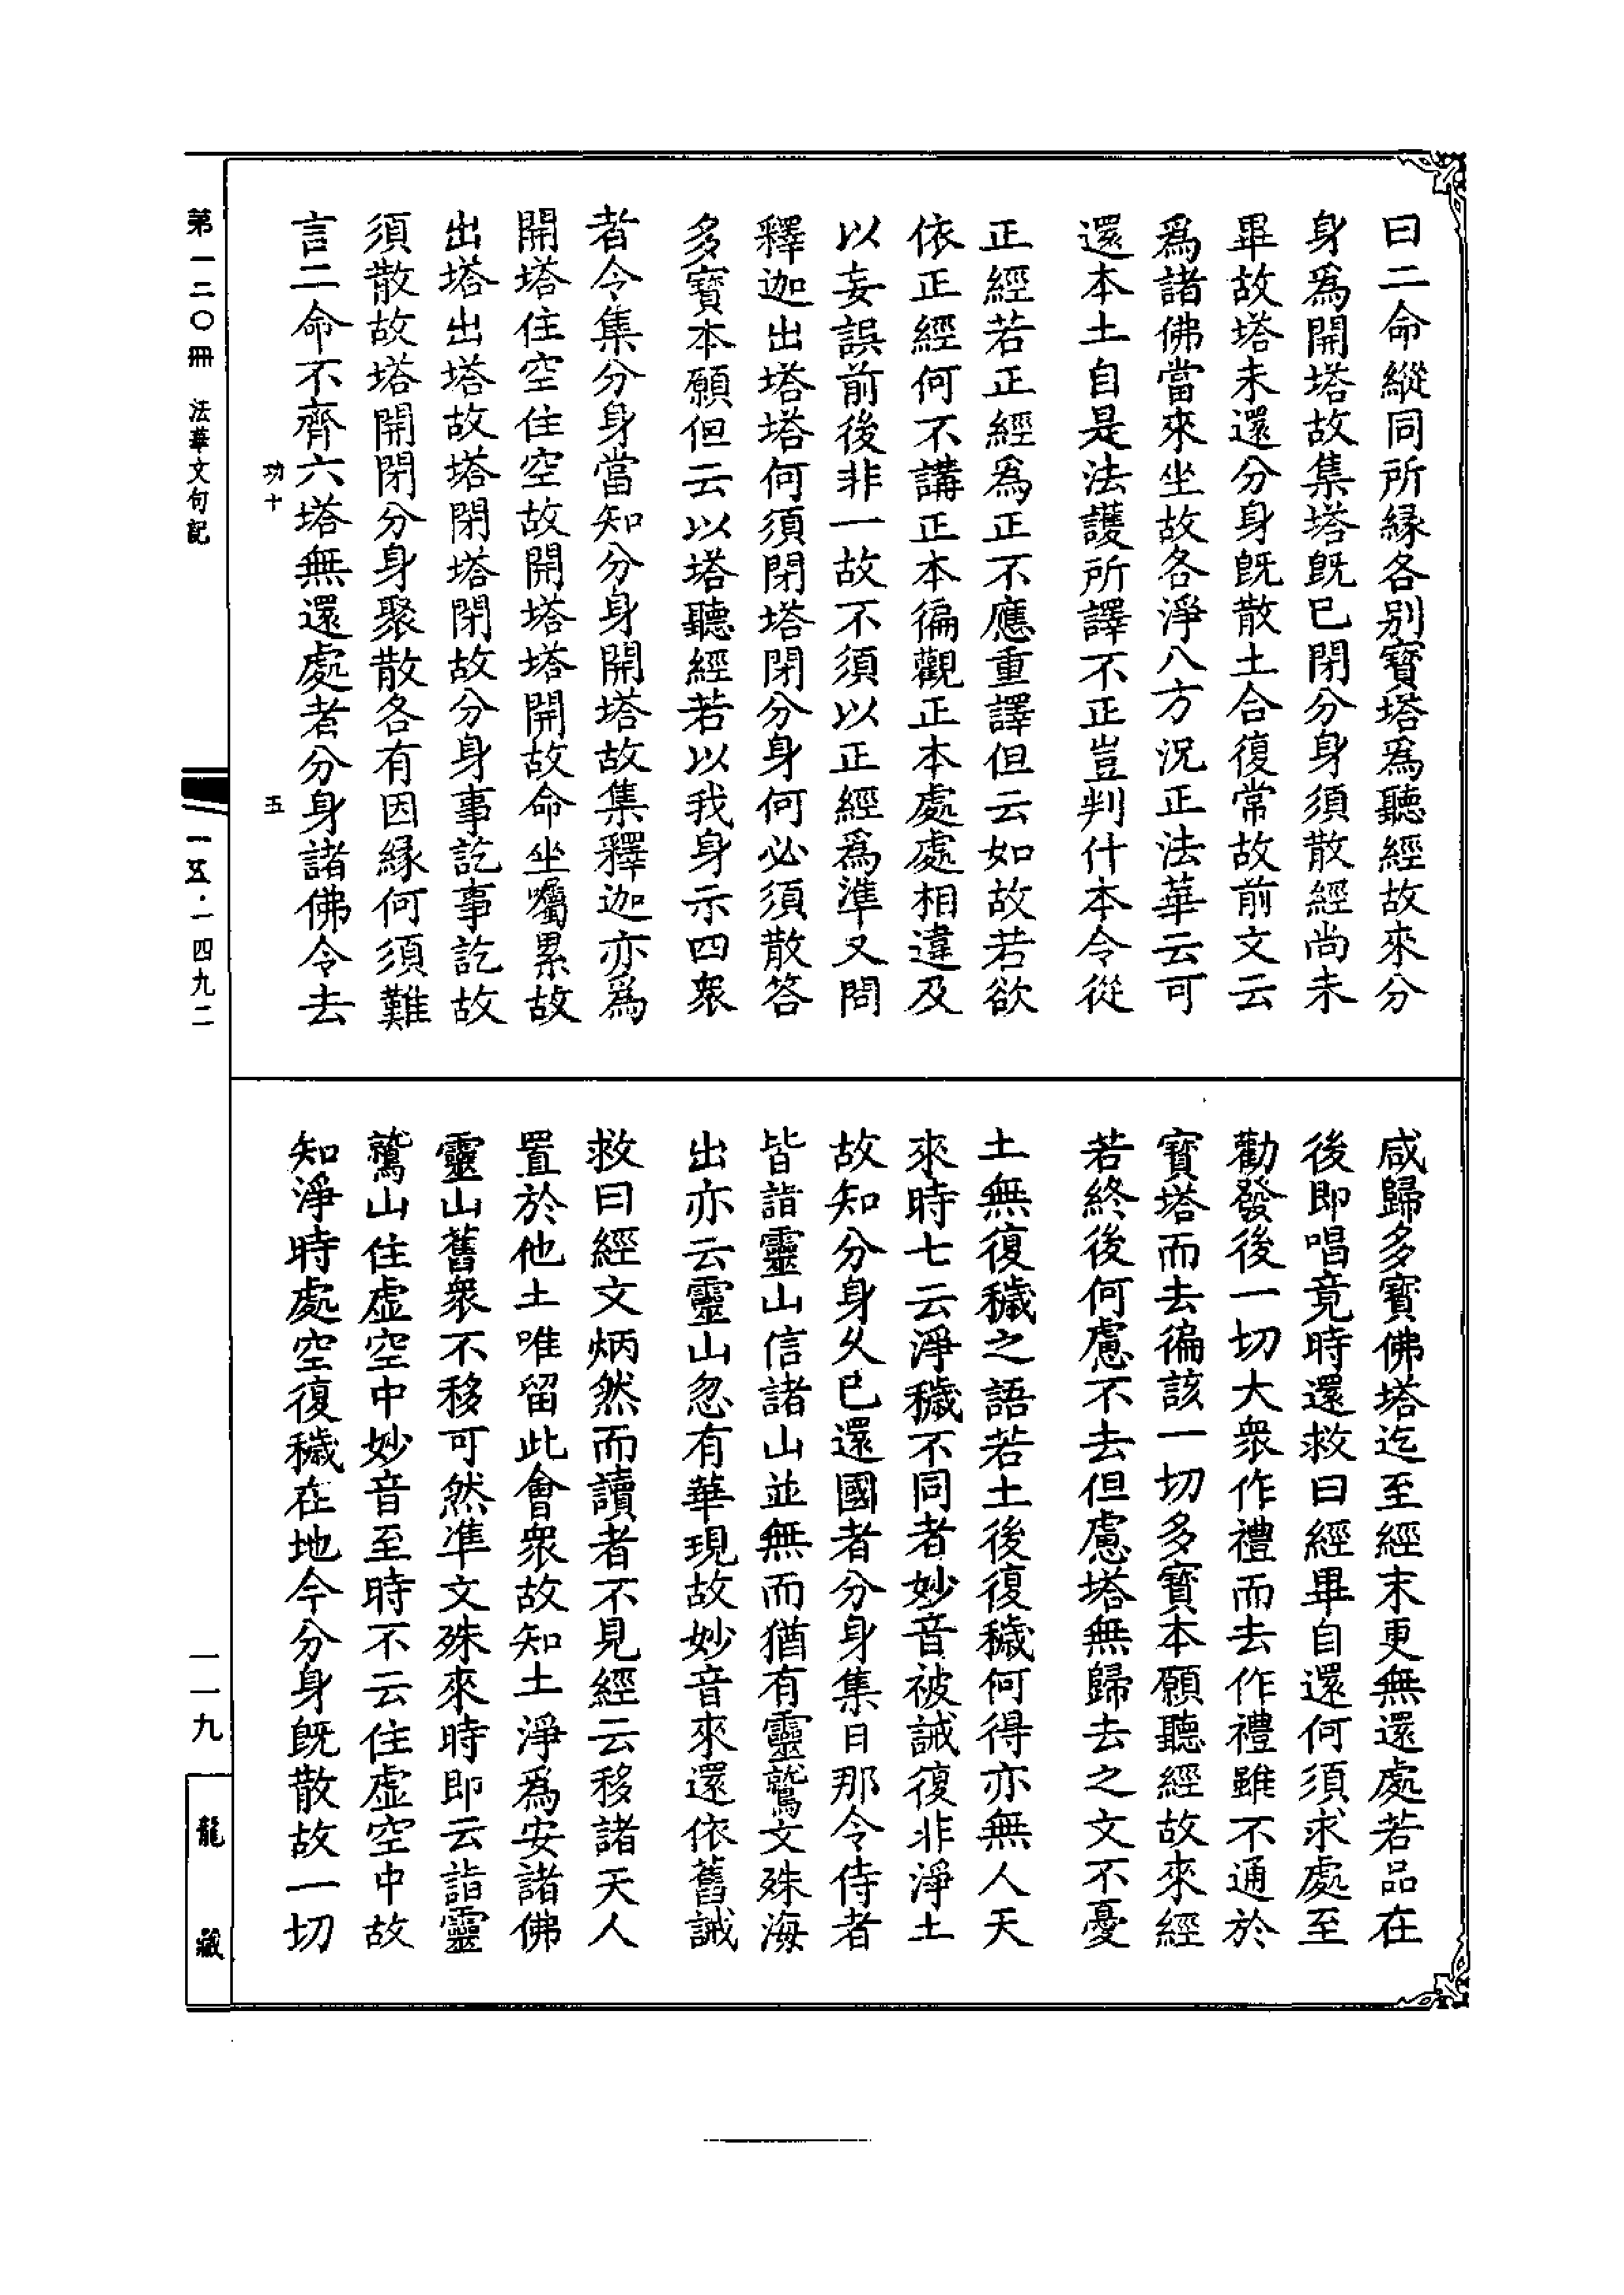 曰二命縱同所緣各別寶塔爲聽經故來分
身爲開塔故集塔既已閉分身須散經尚未
畢故塔未還分身既散土合復常故前文云
爲諸佛當來坐故各淨八方況正法華云可
還本土自是法護所譯不正豈判什本令從
正經若正經爲正不應重譯但云如故若欲
依正經何不講正本徧觀正本處處相違及
以妄誤前後非一故不須以正經爲準又問
釋迦出塔塔何須閉塔閉分身何必須散答
多寶本願但云以塔聽經若以我身示四衆
者令集分身當知分身開塔故集釋迦亦爲
開塔住空住空故開塔塔開故命坐囑累故
出塔出塔故塔閉塔閉故分身事訖事訖故
須散故塔開閉分身聚散各有因緣何須難
言二命不齊六塔無還處者分身諸佛令去
功十
五
咸歸多寶佛塔迄至經末更無還處若品在
後即唱竟時還救曰經畢自還何須求處至
勸發後一切大衆作禮而去作禮雖不通於
寶塔而去徧該一切多寶本願聽經故來經
若終後何慮不去但慮塔無歸去之文不憂
土無復穢之語若土後復穢何得亦無人天
來時七云淨穢不同者妙音被誡復非淨土
故知分身久已還國者分身集日那令侍者
皆詣靈山信諸山並無而猶有靈鷲文殊海
出亦云靈山忽有華現故妙音來還依舊誡
救曰經文炳然而讀者不見經云移諸天人
置於他土唯留此會衆故知土淨爲安諸佛
靈山舊衆不移可然準文殊來時即云詣靈
鷲山住虛空中妙音至時不云住虛空中故
知淨時處空復穢在地今分身既散故一切
第一二〇冊 法華文句記
一五·一四九二
一一九
龍藏